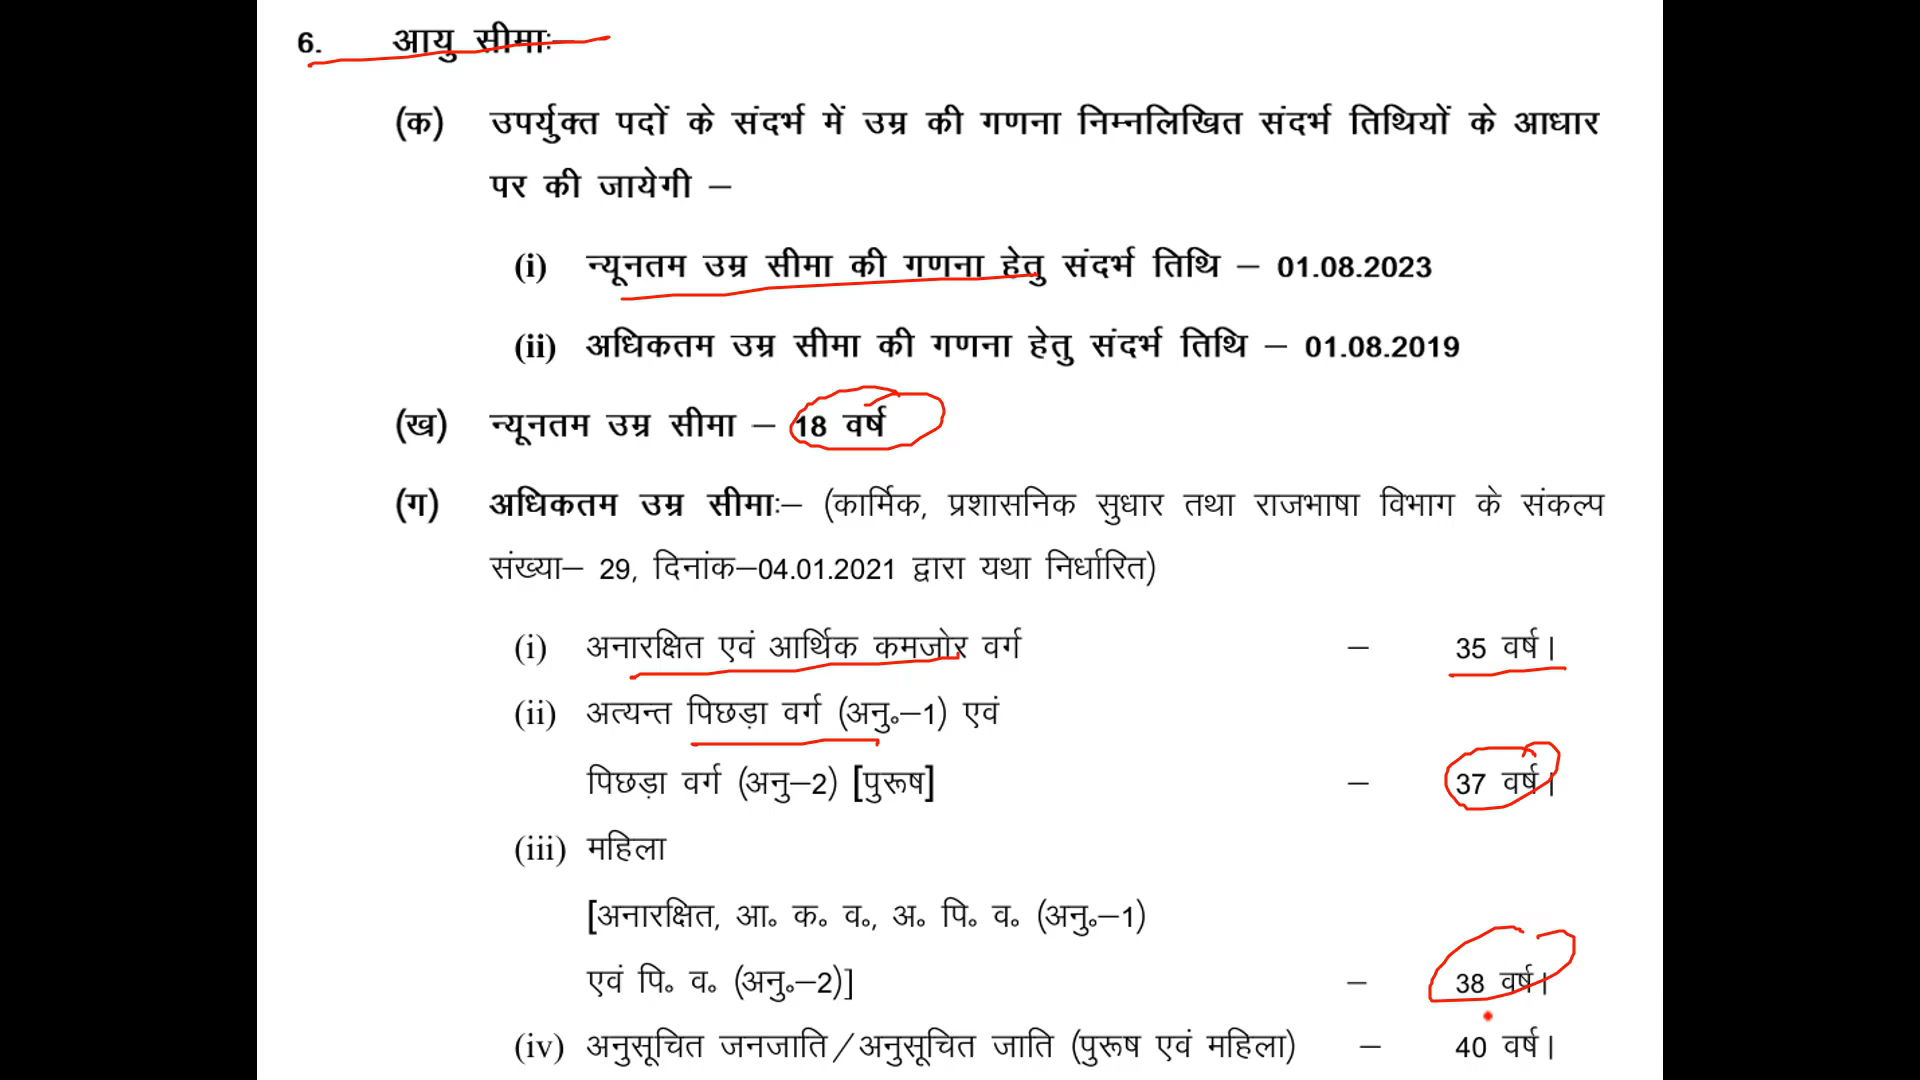 6. आयु सीमाः–
(क) उपर्युक्त पदों के संदर्भ में उम्र की गणना निम्नलिखित संदर्भ तिथियों के आधार
पर की जायेगी –
(i) न्यूनतम उम्र सीमा की गणना हेतु संदर्भ तिथि – 01.08.2023
(ii) अधिकतम उम्र सीमा की गणना हेतु संदर्भ तिथि – 01.08.2019
(ख) न्यूनतम उम्र सीमा – 18 वर्ष
(ग) अधिकतम उम्र सीमाः– (कार्मिक, प्रशासनिक सुधार तथा राजभाषा विभाग के संकल्प
संख्या– 29, दिनांक–04.01.2021 द्वारा यथा निर्धारित)
(i) अनारक्षित एवं आर्थिक कमजोर वर्ग – 35 वर्ष।
(ii) अत्यन्त पिछड़ा वर्ग (अनु॰–1) एवं
पिछड़ा वर्ग (अनु–2) [पुरूष] – 37 वर्ष।
(iii) महिला
[अनारक्षित, आ॰ क॰ व॰, अ॰ पि॰ व॰ (अनु॰–1)
एवं पि॰ व॰ (अनु॰–2)] – 38 वर्ष।
(iv) अनुसूचित जनजाति/अनुसूचित जाति (पुरूष एवं महिला) – 40 वर्ष।